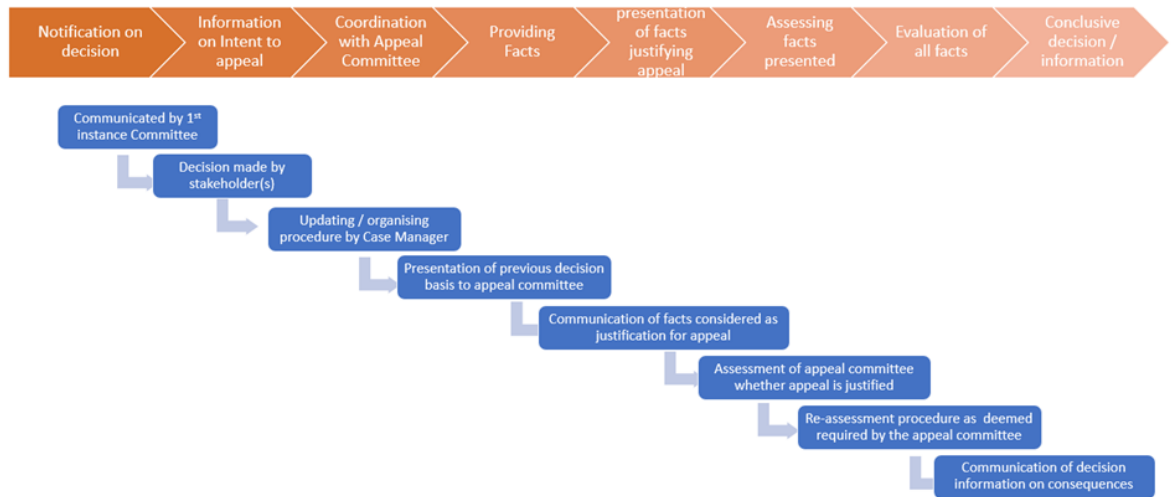 Notification on
decision
Information
on Intent to
appeal
Coordination
with Appeal
Committee
Providing
Facts
presentation
of facts
justifying
appeal
Assessing
facts
presented
Evaluation of
all facts
Conclusive
decision /
information
Communicated by 1st
instance Committee
Decision made by
stakeholder(s)
Updating / organising
procedure by Case Manager
Presentation of previous decision
basis to appeal committee
Communication of facts considered as
justification for appeal
Assessment of appeal committee
whether appeal is justified
Re-assessment procedure as deemed
required by the appeal committee
Communication of decision
information on consequences